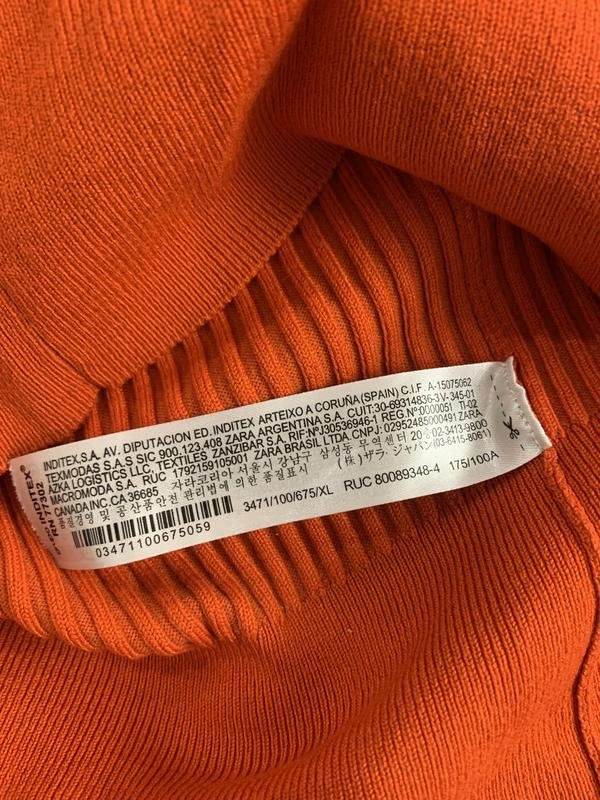 INDITEX,S.A. AV. DIPUTACION ED. INDITEX ARTEIXO A CORUÑA(SPAIN) C.I.F. A-15075062
TEXMODAS S.A.S SIC 900,123,408 ZARA ARGENTINA S.A. CUIT:30-69314836-3 V-345-01
AZKA LOGISTICS LLC, TEXTILES ZANZIBAR S.A. RIF:Nº J30536946-1 REG.Nº:0000051 TI-02
MACROMODA S.A. RUC 1792159105001 ZARA BRASIL LTDA. CNPJ: 02952485000491 ZARA
CANADA INC.CA 36685 자라코리아 서울시 강남구 삼성동 무역센터 20층 02-3413-9800
품질경영 및 공산품안전 관리법에 의한 품질표시 (株)ザラ・ジャパン(03-6415-8061)
3471/100/675/XL RUC 80089348-4 175/100A
03471100675059
INDITEX®
RN 77302